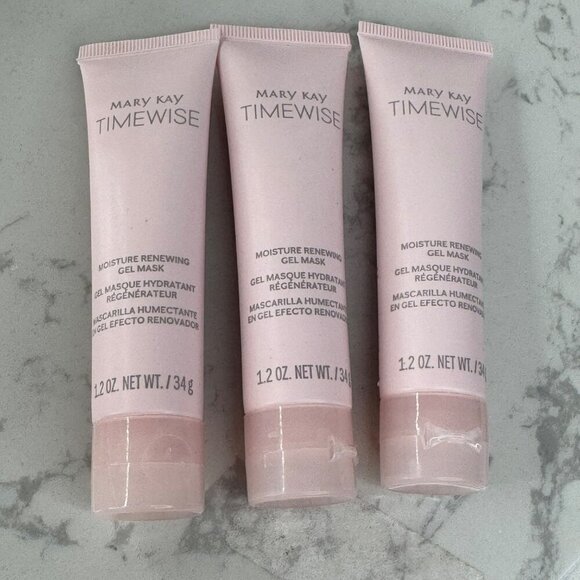 MARY KAY
TIMEWISE
MOISTURE RENEWING
GEL MASK
GEL MASQUE HYDRATANT
RÉGÉNÉRATEUR
MASCARILLA HUMECTANTE
EN GEL EFECTO RENOVADOR
1.2 OZ. NET WT. / 34 g
MARY KAY
TIMEWISE
MOISTURE RENEWING
GEL MASK
GEL MASQUE HYDRATANT
RÉGÉNÉRATEUR
MASCARILLA HUMECTANTE
EN GEL EFECTO RENOVADOR
1.2 OZ. NET WT. / 34 g
MARY KAY
TIMEWISE
MOISTURE RENEWING
GEL MASK
GEL MASQUE HYDRATANT
RÉGÉNÉRATEUR
MASCARILLA HUMECTANTE
EN GEL EFECTO RENOVADOR
1.2 OZ. NET WT. / 34 g